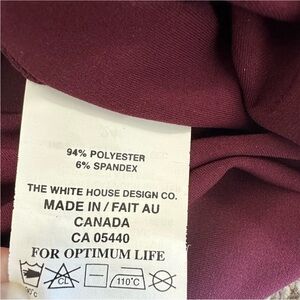 94% POLYESTER
6% SPANDEX
THE WHITE HOUSE DESIGN CO.
MADE IN / FAIT AU
CANADA
CA 05440
FOR OPTIMUM LIFE
CL 110°C